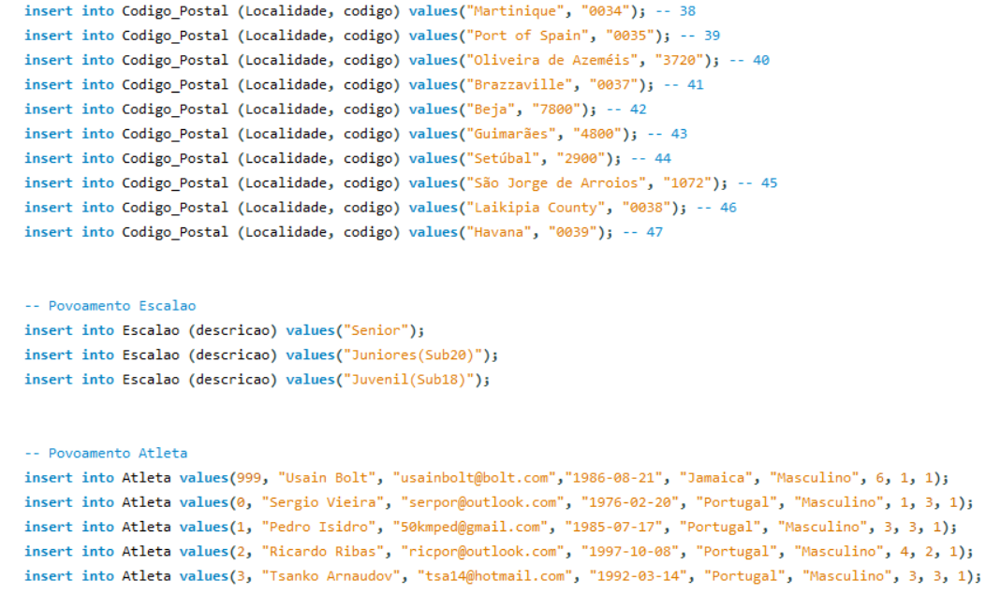 insert into Codigo_Postal (Localidade, codigo) values("Martinique", "0034"); -- 38
insert into Codigo_Postal (Localidade, codigo) values("Port of Spain", "0035"); -- 39
insert into Codigo_Postal (Localidade, codigo) values("Oliveira de Azeméis", "3720"); -- 40
insert into Codigo_Postal (Localidade, codigo) values("Brazzaville", "0037"); -- 41
insert into Codigo_Postal (Localidade, codigo) values("Beja", "7800"); -- 42
insert into Codigo_Postal (Localidade, codigo) values("Guimarães", "4800"); -- 43
insert into Codigo_Postal (Localidade, codigo) values("Setúbal", "2900"); -- 44
insert into Codigo_Postal (Localidade, codigo) values("São Jorge de Arroios", "1072"); -- 45
insert into Codigo_Postal (Localidade, codigo) values("Laikipia County", "0038"); -- 46
insert into Codigo_Postal (Localidade, codigo) values("Havana", "0039"); -- 47
-- Povoamento Escalao
insert into Escalao (descricao) values("Senior");
insert into Escalao (descricao) values("Juniores(Sub20)");
insert into Escalao (descricao) values("Juvenil(Sub18)");
-- Povoamento Atleta
insert into Atleta values(999, "Usain Bolt", "usainbolt@bolt.com","1986-08-21", "Jamaica", "Masculino", 6, 1, 1);
insert into Atleta values(0, "Sergio Vieira", "serpor@outlook.com", "1976-02-20", "Portugal", "Masculino", 1, 3, 1);
insert into Atleta values(1, "Pedro Isidro", "50kmped@gmail.com", "1985-07-17", "Portugal", "Masculino", 3, 3, 1);
insert into Atleta values(2, "Ricardo Ribas", "ricpor@outlook.com", "1997-10-08", "Portugal", "Masculino", 4, 2, 1);
insert into Atleta values(3, "Tsanko Arnaudov", "tsa14@hotmail.com", "1992-03-14", "Portugal", "Masculino", 3, 3, 1);